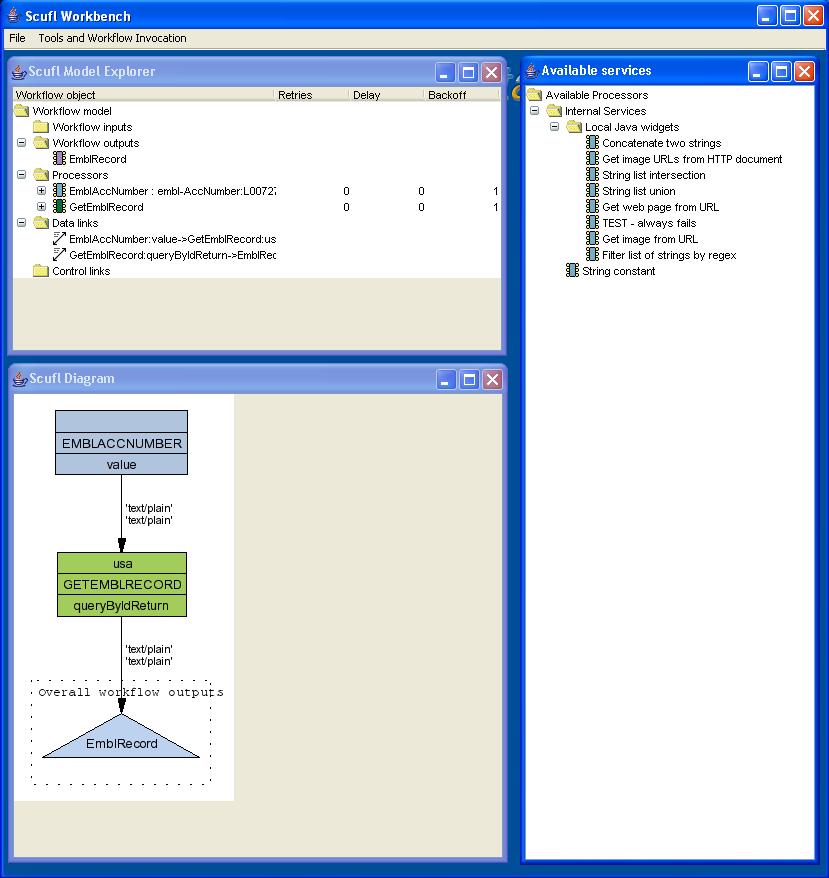 Scufl Workbench
File Tools and Workflow Invocation
Scufl Model Explorer
Workflow object Retries Delay Backoff
Workflow model
Workflow inputs
Workflow outputs
EmblRecord
Processors
EmblAccNumber : embl-AccNumber:L00727 0 0 1
GetEmblRecord 0 0 1
Data links
EmblAccNumber:value->GetEmblRecord:us
GetEmblRecord:queryByIdReturn->EmblRec
Control links
Scufl Diagram
EMBLACCNUMBER
value
'text/plain'
'text/plain'
usa
GETEMBLRECORD
queryByIdReturn
'text/plain'
'text/plain'
Overall workflow outputs
EmblRecord
Available services
Available Processors
Internal Services
Local Java widgets
Concatenate two strings
Get image URLs from HTTP document
String list intersection
String list union
Get web page from URL
TEST - always fails
Get image from URL
Filter list of strings by regex
String constant